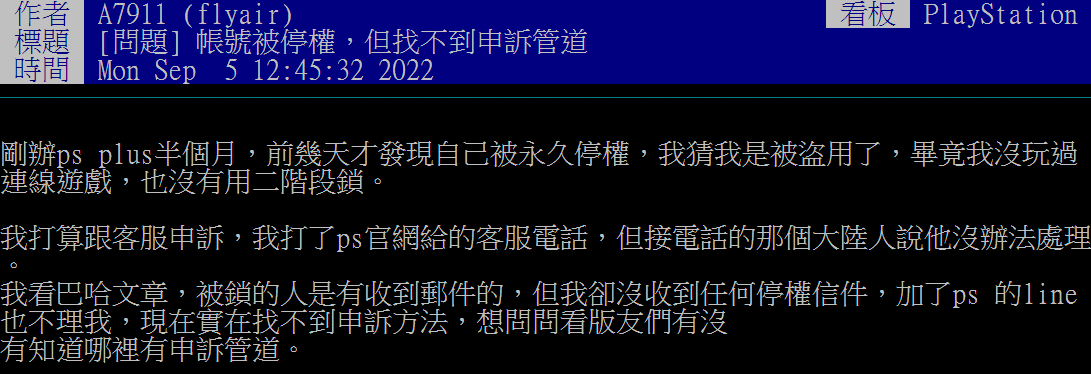 作者 A7911 (flyair) 看板 PlayStation
標題 [問題] 帳號被停權，但找不到申訴管道
時間 Mon Sep  5 12:45:32 2022
剛辦ps plus半個月，前幾天才發現自己被永久停權，我猜我是被盜用了，畢竟我沒玩過
連線遊戲，也沒有用二階段鎖。
我打算跟客服申訴，我打了ps官網給的客服電話，但接電話的那個大陸人說他沒辦法處理
。
我看巴哈文章，被鎖的人是有收到郵件的，但我卻沒收到任何停權信件，加了ps 的line
也不理我，現在實在找不到申訴方法，想問問看版友們有沒
有知道哪裡有申訴管道。